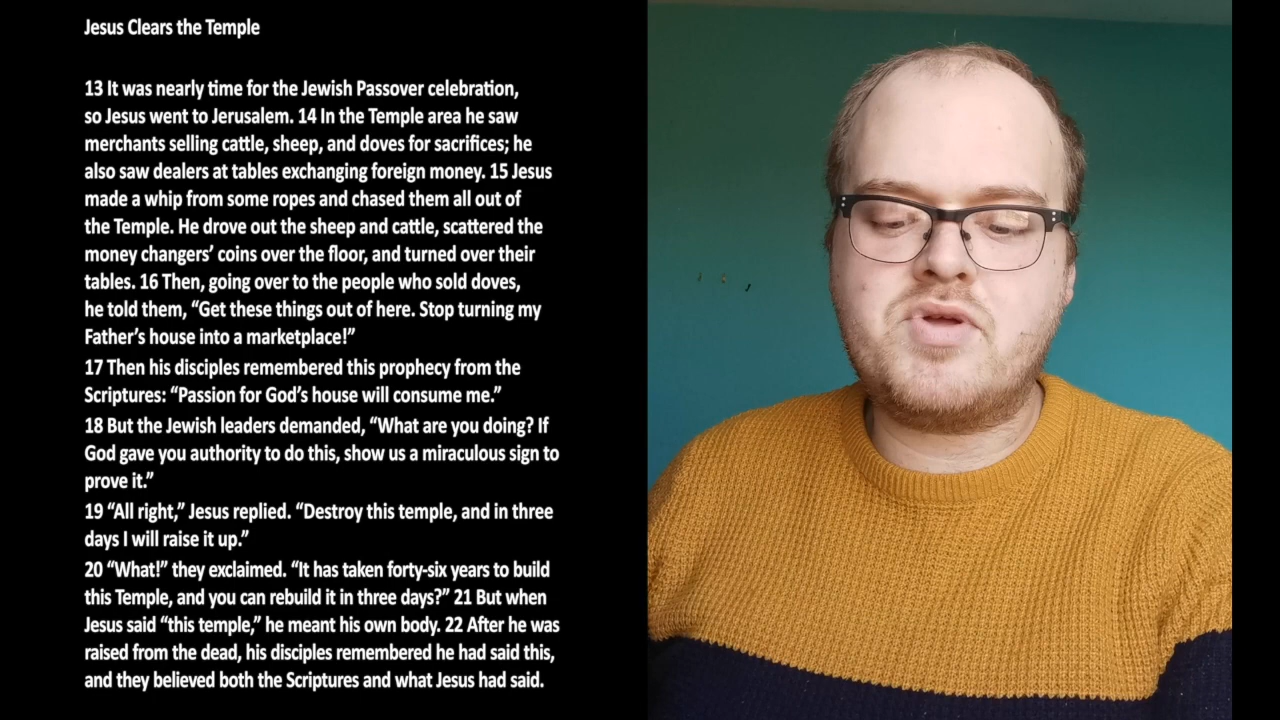 Jesus Clears the Temple
13 It was nearly time for the Jewish Passover celebration,
so Jesus went to Jerusalem. 14 In the Temple area he saw
merchants selling cattle, sheep, and doves for sacrifices; he
also saw dealers at tables exchanging foreign money. 15 Jesus
made a whip from some ropes and chased them all out of
the Temple. He drove out the sheep and cattle, scattered the
money changers’ coins over the floor, and turned over their
tables. 16 Then, going over to the people who sold doves,
he told them, “Get these things out of here. Stop turning my
Father’s house into a marketplace!”
17 Then his disciples remembered this prophecy from the
Scriptures: “Passion for God’s house will consume me.”
18 But the Jewish leaders demanded, “What are you doing? If
God gave you authority to do this, show us a miraculous sign to
prove it.”
19 “All right,” Jesus replied. “Destroy this temple, and in three
days I will raise it up.”
20 “What!” they exclaimed. “It has taken forty-six years to build
this Temple, and you can rebuild it in three days?” 21 But when
Jesus said “this temple,” he meant his own body. 22 After he was
raised from the dead, his disciples remembered he had said this,
and they believed both the Scriptures and what Jesus had said.